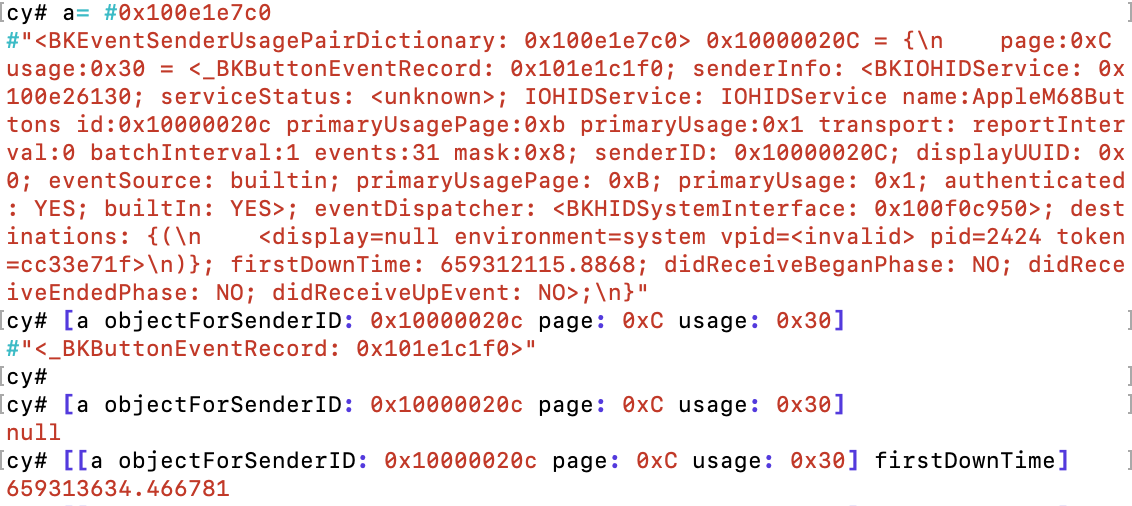 cy# a= #0x100e1e7c0
#"<BKEventSenderUsagePairDictionary: 0x100e1e7c0> 0x10000020C = {\n    page:0xC
usage:0x30 = <_BKButtonEventRecord: 0x101e1c1f0; senderInfo: <BKIOHIDService: 0x
100e26130; serviceStatus: <unknown>; IOHIDService: IOHIDService name:AppleM68But
tons id:0x10000020c primaryUsagePage:0xb primaryUsage:0x1 transport: reportInter
val:0 batchInterval:1 events:31 mask:0x8; senderID: 0x10000020C; displayUUID: 0x
0; eventSource: builtin; primaryUsagePage: 0xB; primaryUsage: 0x1; authenticated
: YES; builtIn: YES>; eventDispatcher: <BKHIDSystemInterface: 0x100f0c950>; dest
inations: {(\n    <display=null environment=system vpid=<invalid> pid=2424 token
=cc33e71f>\n)}; firstDownTime: 659312115.8868; didReceiveBeganPhase: NO; didRece
iveEndedPhase: NO; didReceiveUpEvent: NO>;\n}"
cy# [a objectForSenderID: 0x10000020c page: 0xC usage: 0x30]
#"<_BKButtonEventRecord: 0x101e1c1f0>"
cy#
cy# [a objectForSenderID: 0x10000020c page: 0xC usage: 0x30]
null
cy# [[a objectForSenderID: 0x10000020c page: 0xC usage: 0x30] firstDownTime]
659313634.466781